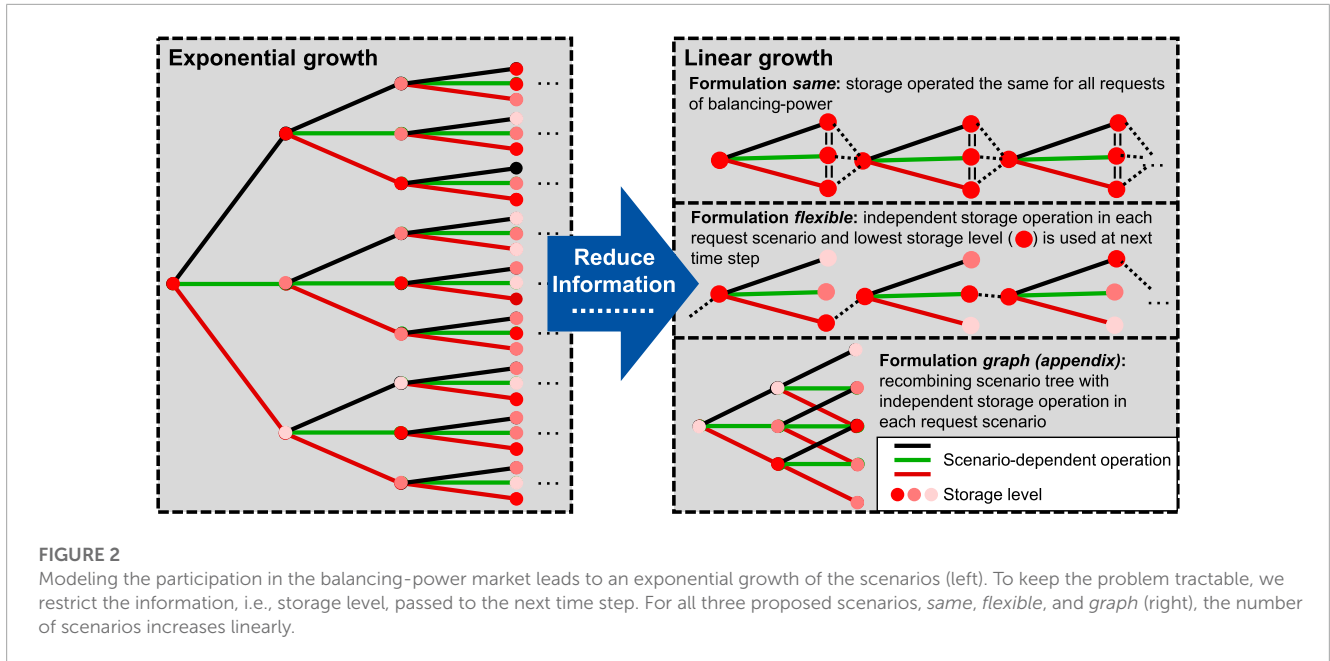 Exponential growth
...
...
...
...
...
...
...
...
...
Reduce
Information
Linear growth
Formulation same: storage operated the same for all requests
of balancing-power
...
Formulation flexible: independent storage operation in each
request scenario and lowest storage level ( ) is used at next
time step
...
Formulation graph (appendix):
recombining scenario tree with
independent storage operation in
each request scenario
Scenario-dependent operation
Storage level
FIGURE 2
Modeling the participation in the balancing-power market leads to an exponential growth of the scenarios (left). To keep the problem tractable, we
restrict the information, i.e., storage level, passed to the next time step. For all three proposed scenarios, same, flexible, and graph (right), the number
of scenarios increases linearly.